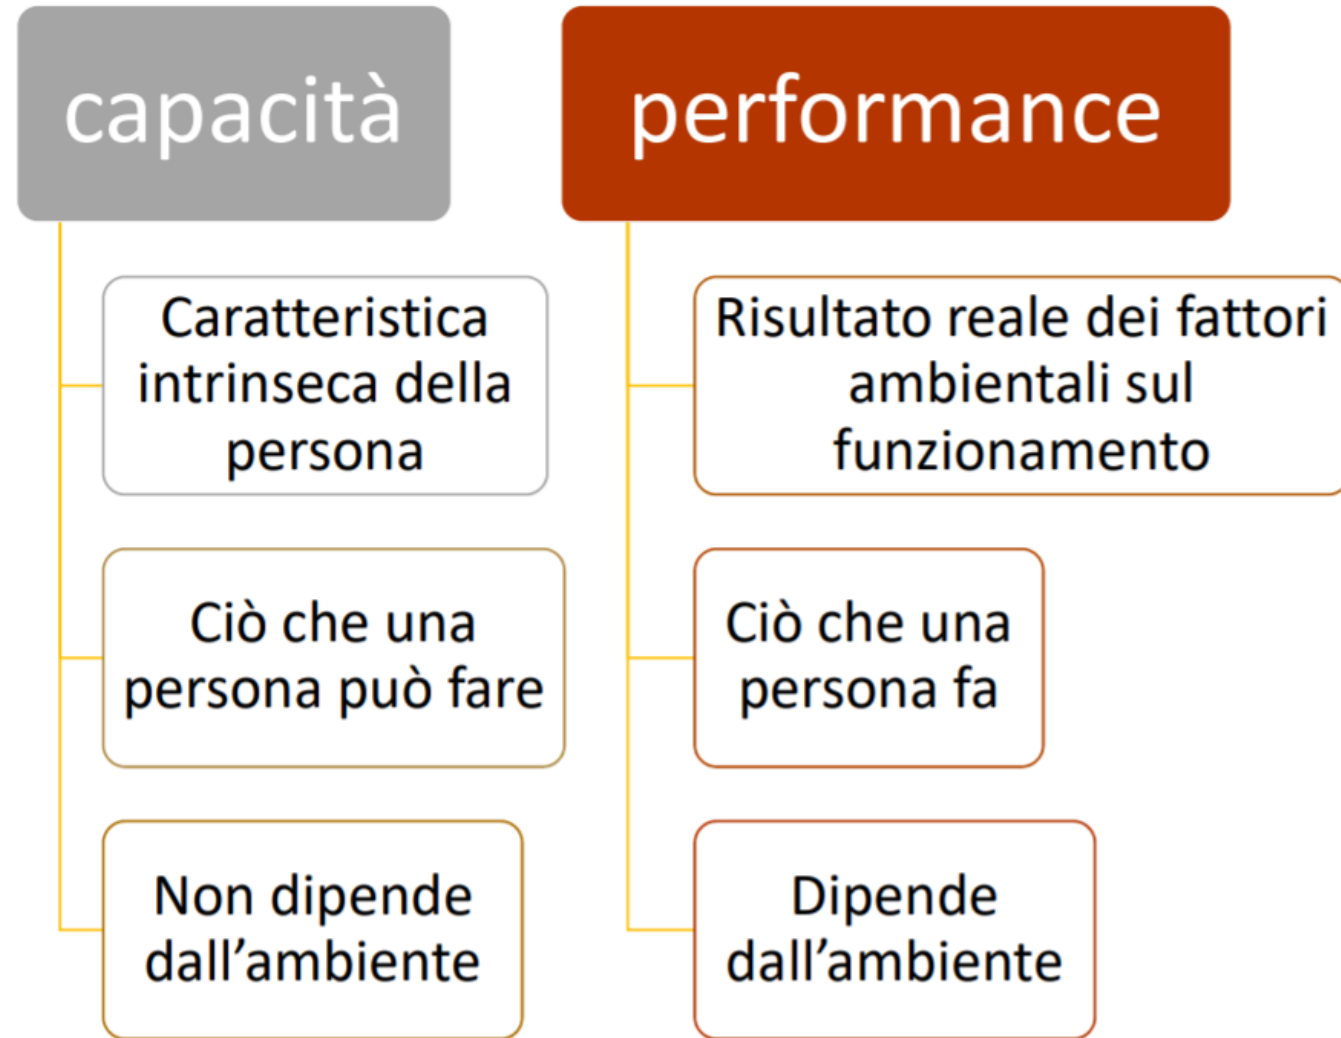 capacità
Caratteristica
intrinseca della
persona
Ciò che una
persona può fare
Non dipende
dall’ambiente
performance
Risultato reale dei fattori
ambientali sul
funzionamento
Ciò che una
persona fa
Dipende
dall’ambiente